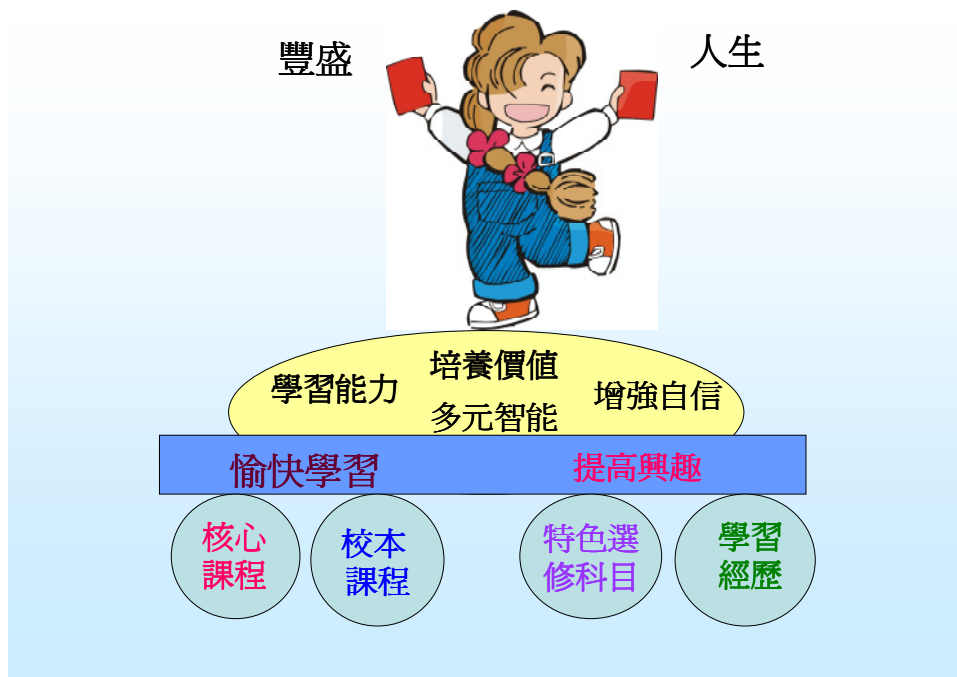 豐盛
人生
學習能力
培養價值
多元智能
增強自信
愉快學習
提高興趣
核心
課程
校本
課程
特色選
修科目
學習
經歷